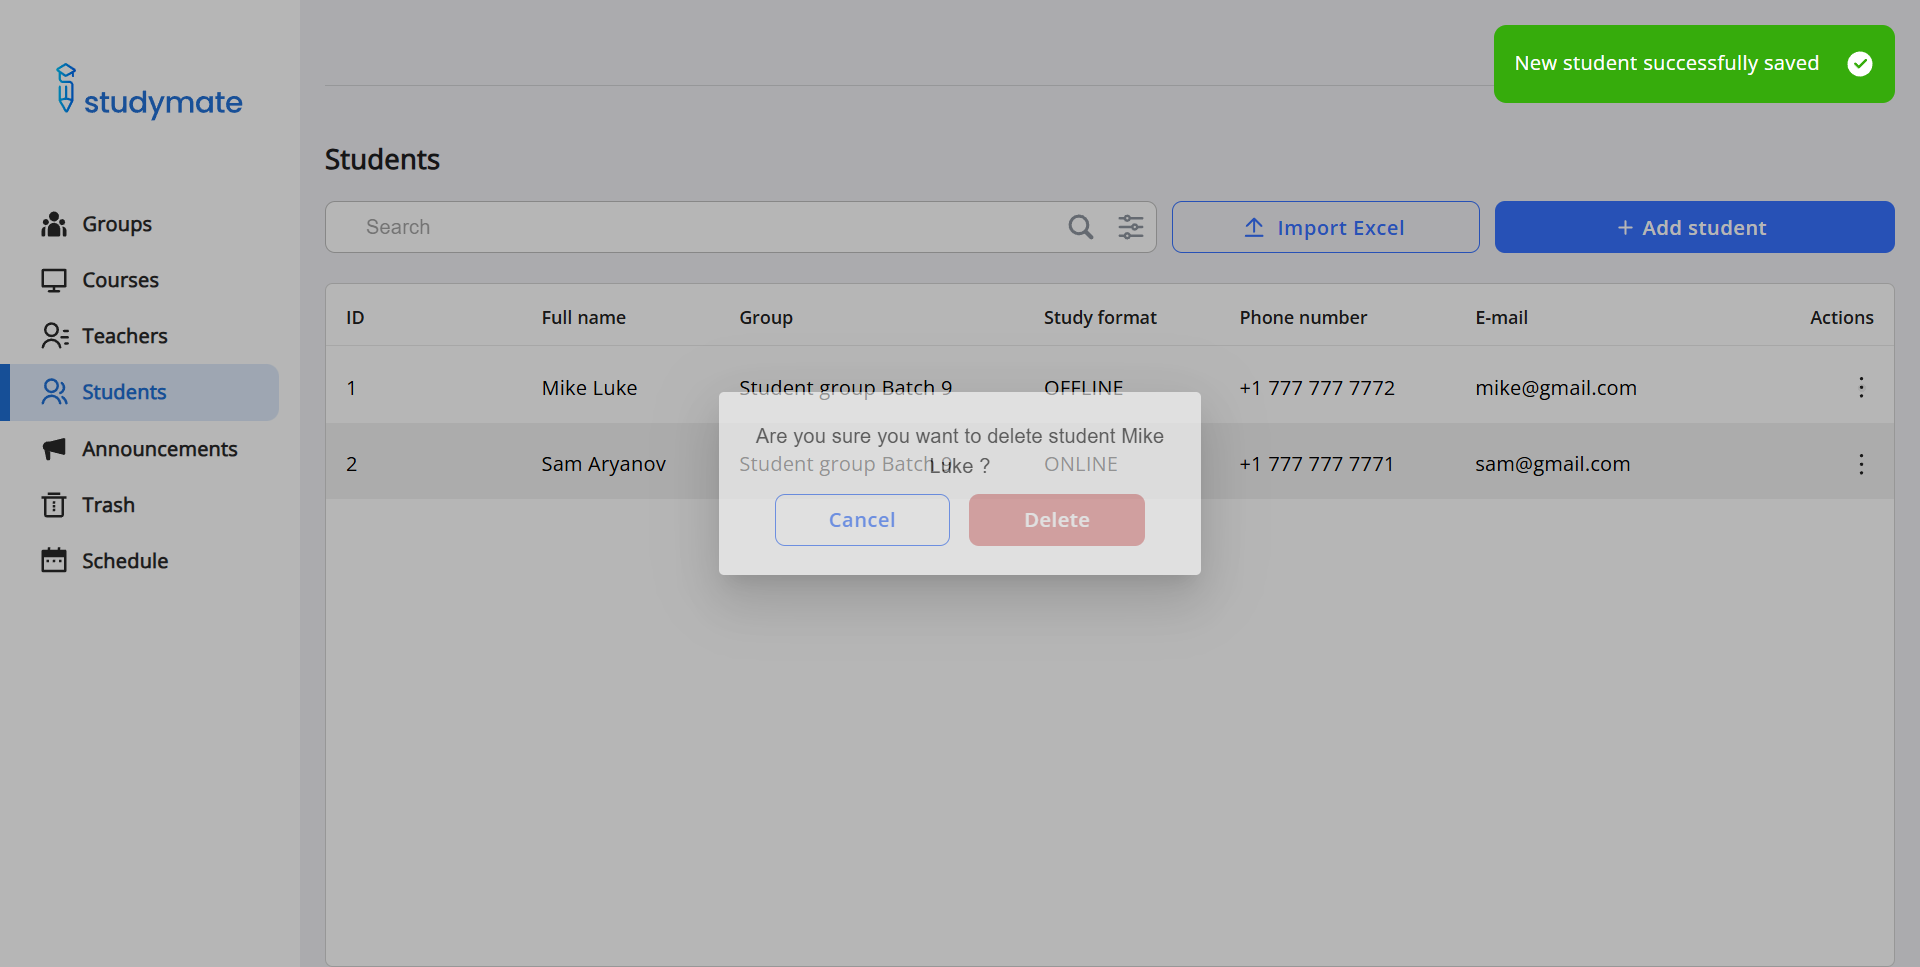 New student successfully saved
studymate
Students
Groups
Courses
Teachers
Students
Announcements
Trash
Schedule
Search
Import Excel
+ Add student
ID Full name Group Study format Phone number E-mail Actions
1 Mike Luke Student group Batch 9 OFFLINE +1 777 777 7772 mike@gmail.com
2 Sam Aryanov Student group Batch 9 ONLINE +1 777 777 7771 sam@gmail.com
Are you sure you want to delete student Mike
Luke ?
Cancel
Delete